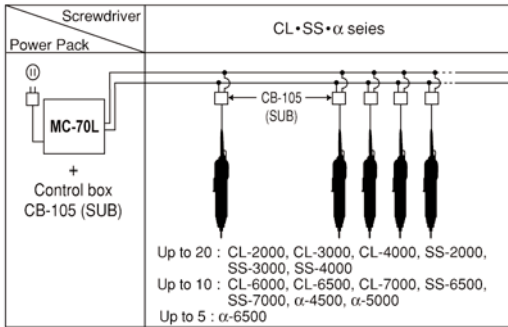 Screwdriver
Power Pack
CL•SS•α seies
MC-70L
+
Control box
CB-105 (SUB)
CB-105
(SUB)
Up to 20 : CL-2000, CL-3000, CL-4000, SS-2000,
SS-3000, SS-4000
Up to 10 : CL-6000, CL-6500, CL-7000, SS-6500,
SS-7000, α-4500, α-5000
Up to 5 : α-6500